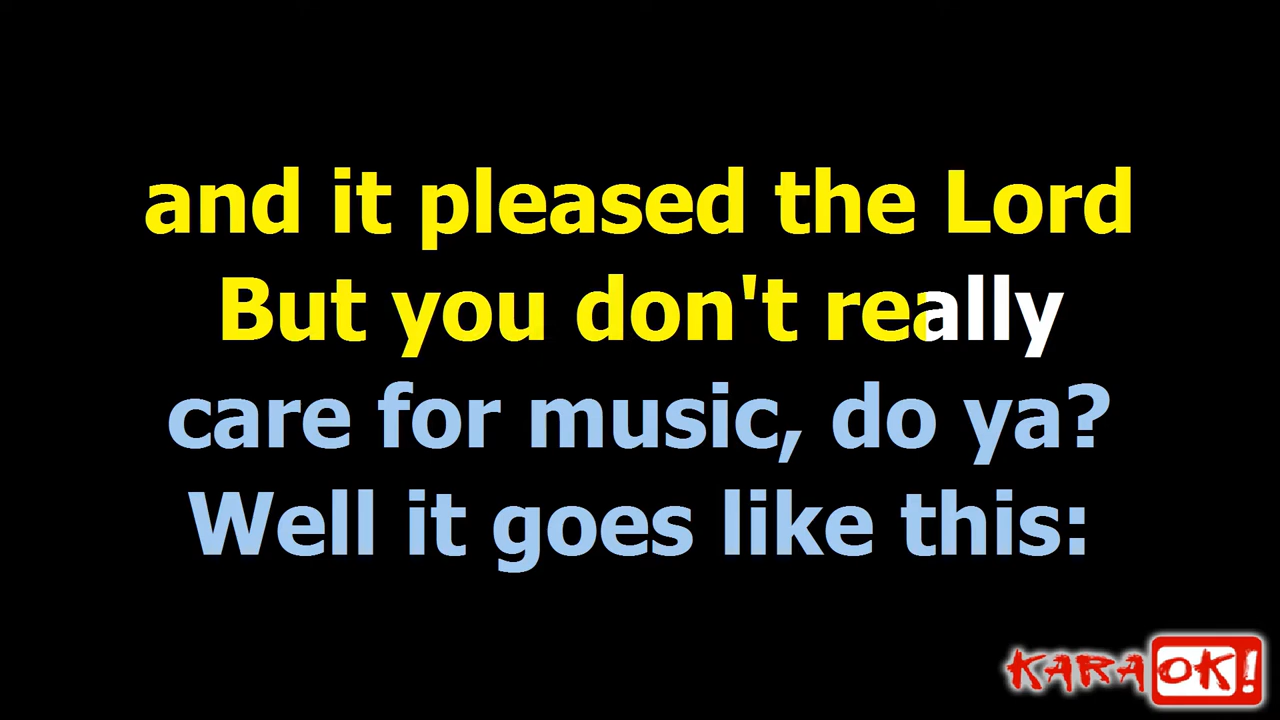 and it pleased the Lord
But you don't really
care for music, do ya?
Well it goes like this:
KARAOK!